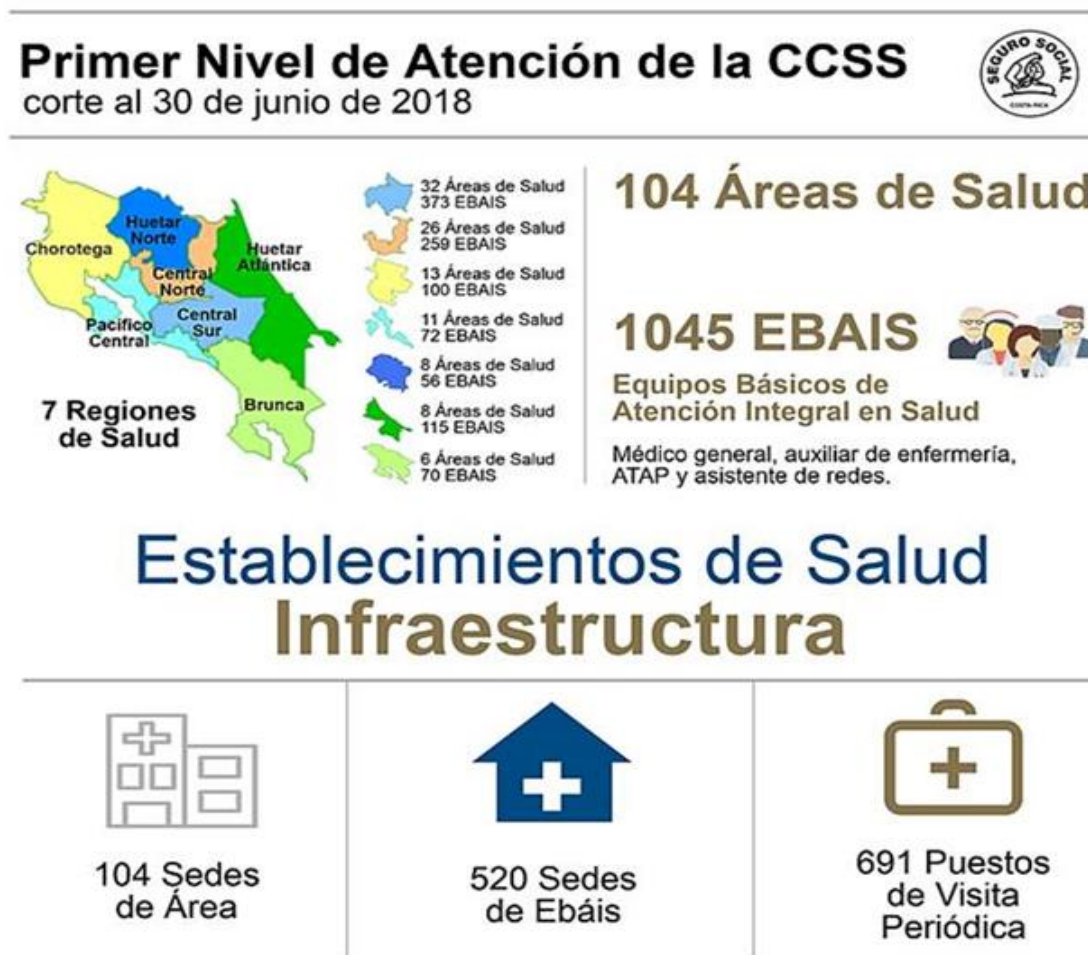 Primer Nivel de Atención de la CCSS
corte al 30 de junio de 2018
SEGURO SOCIAL
COSTA RICA
Chorotega
Huetar
Norte
Huetar
Atlántica
Central
Norte
Central
Sur
Pacífico
Central
Brunca
7 Regiones
de Salud
32 Áreas de Salud
373 EBAIS
26 Áreas de Salud
259 EBAIS
13 Áreas de Salud
100 EBAIS
11 Áreas de Salud
72 EBAIS
8 Áreas de Salud
56 EBAIS
8 Áreas de Salud
115 EBAIS
6 Áreas de Salud
70 EBAIS
104 Áreas de Salud
1045 EBAIS
Equipos Básicos de
Atención Integral en Salud
Médico general, auxiliar de enfermería,
ATAP y asistente de redes.
Establecimientos de Salud
Infraestructura
104 Sedes
de Área
520 Sedes
de Ebáis
691 Puestos
de Visita
Periódica